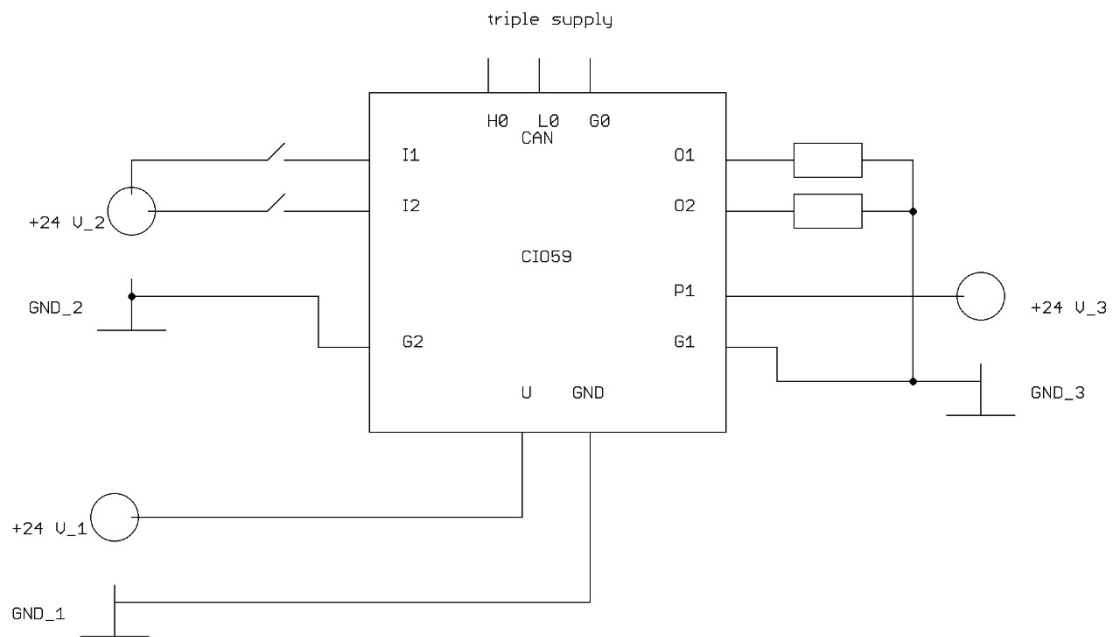 triple supply
H0 L0 G0
CAN
I1 O1
I2 O2
+24 V_2
CIO59
P1
GND_2 +24 V_3
G2 G1
U GND GND_3
+24 V_1
GND_1